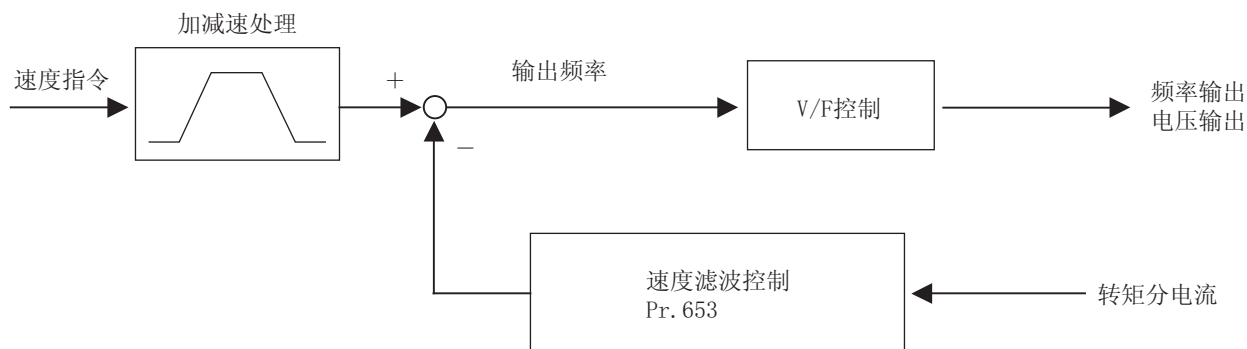 加减速处理
速度指令
+
输出频率
V/F控制
频率输出
电压输出
-
速度滤波控制
Pr.653
转矩分电流